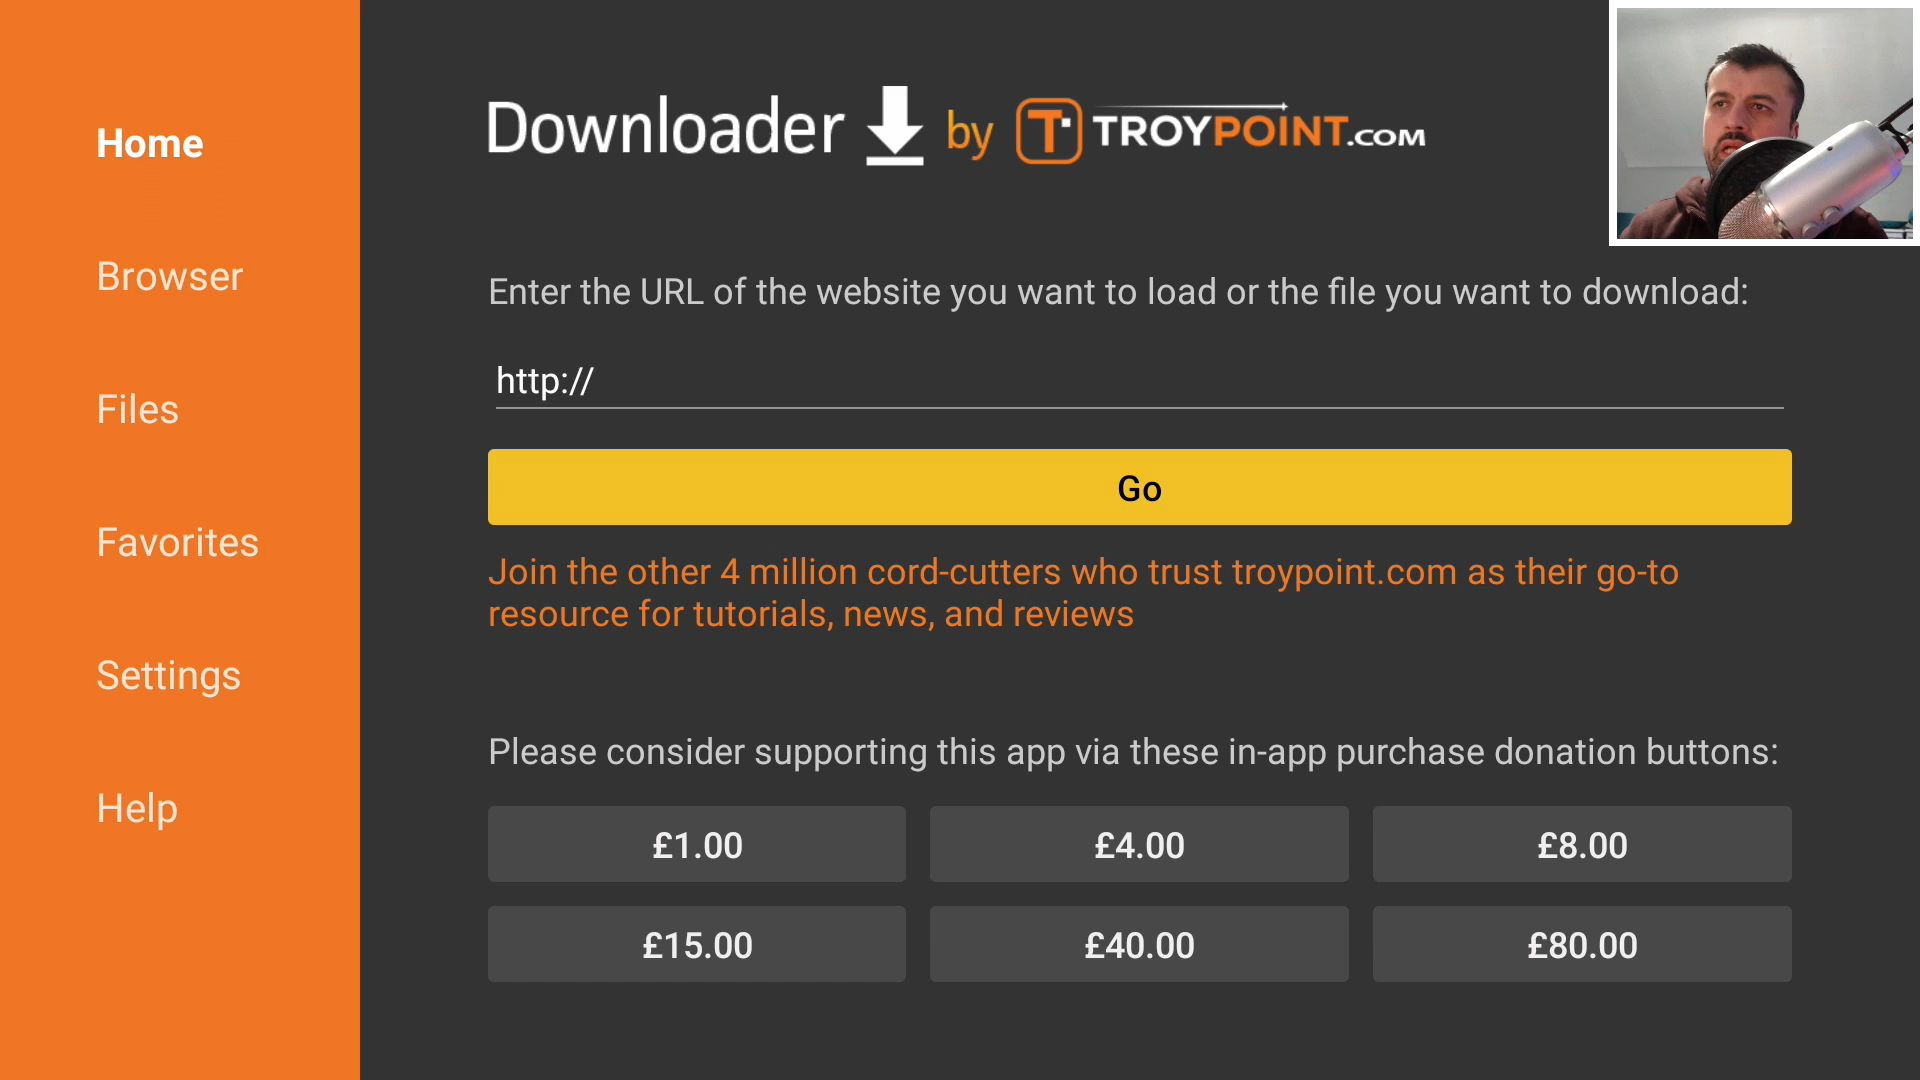 Home
Browser
Files
Favorites
Settings
Help
Downloader by TROYPOINT.COM
Enter the URL of the website you want to load or the file you want to download:
http://
Go
Join the other 4 million cord-cutters who trust troypoint.com as their go-to
resource for tutorials, news, and reviews
Please consider supporting this app via these in-app purchase donation buttons:
£1.00 £4.00 £8.00
£15.00 £40.00 £80.00